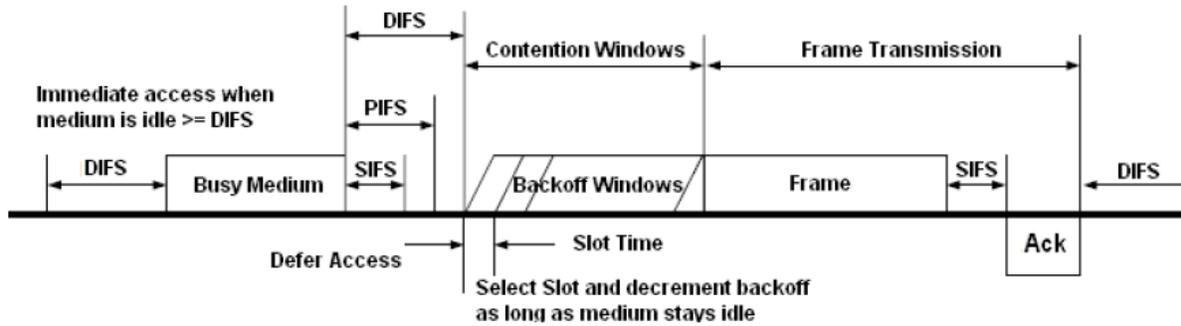 DIFS
Contention Windows
Frame Transmission
Immediate access when
medium is idle >= DIFS
PIFS
DIFS
Busy Medium
SIFS
Backoff Windows
Frame
SIFS
DIFS
Defer Access
Slot Time
Ack
Select Slot and decrement backoff
as long as medium stays idle